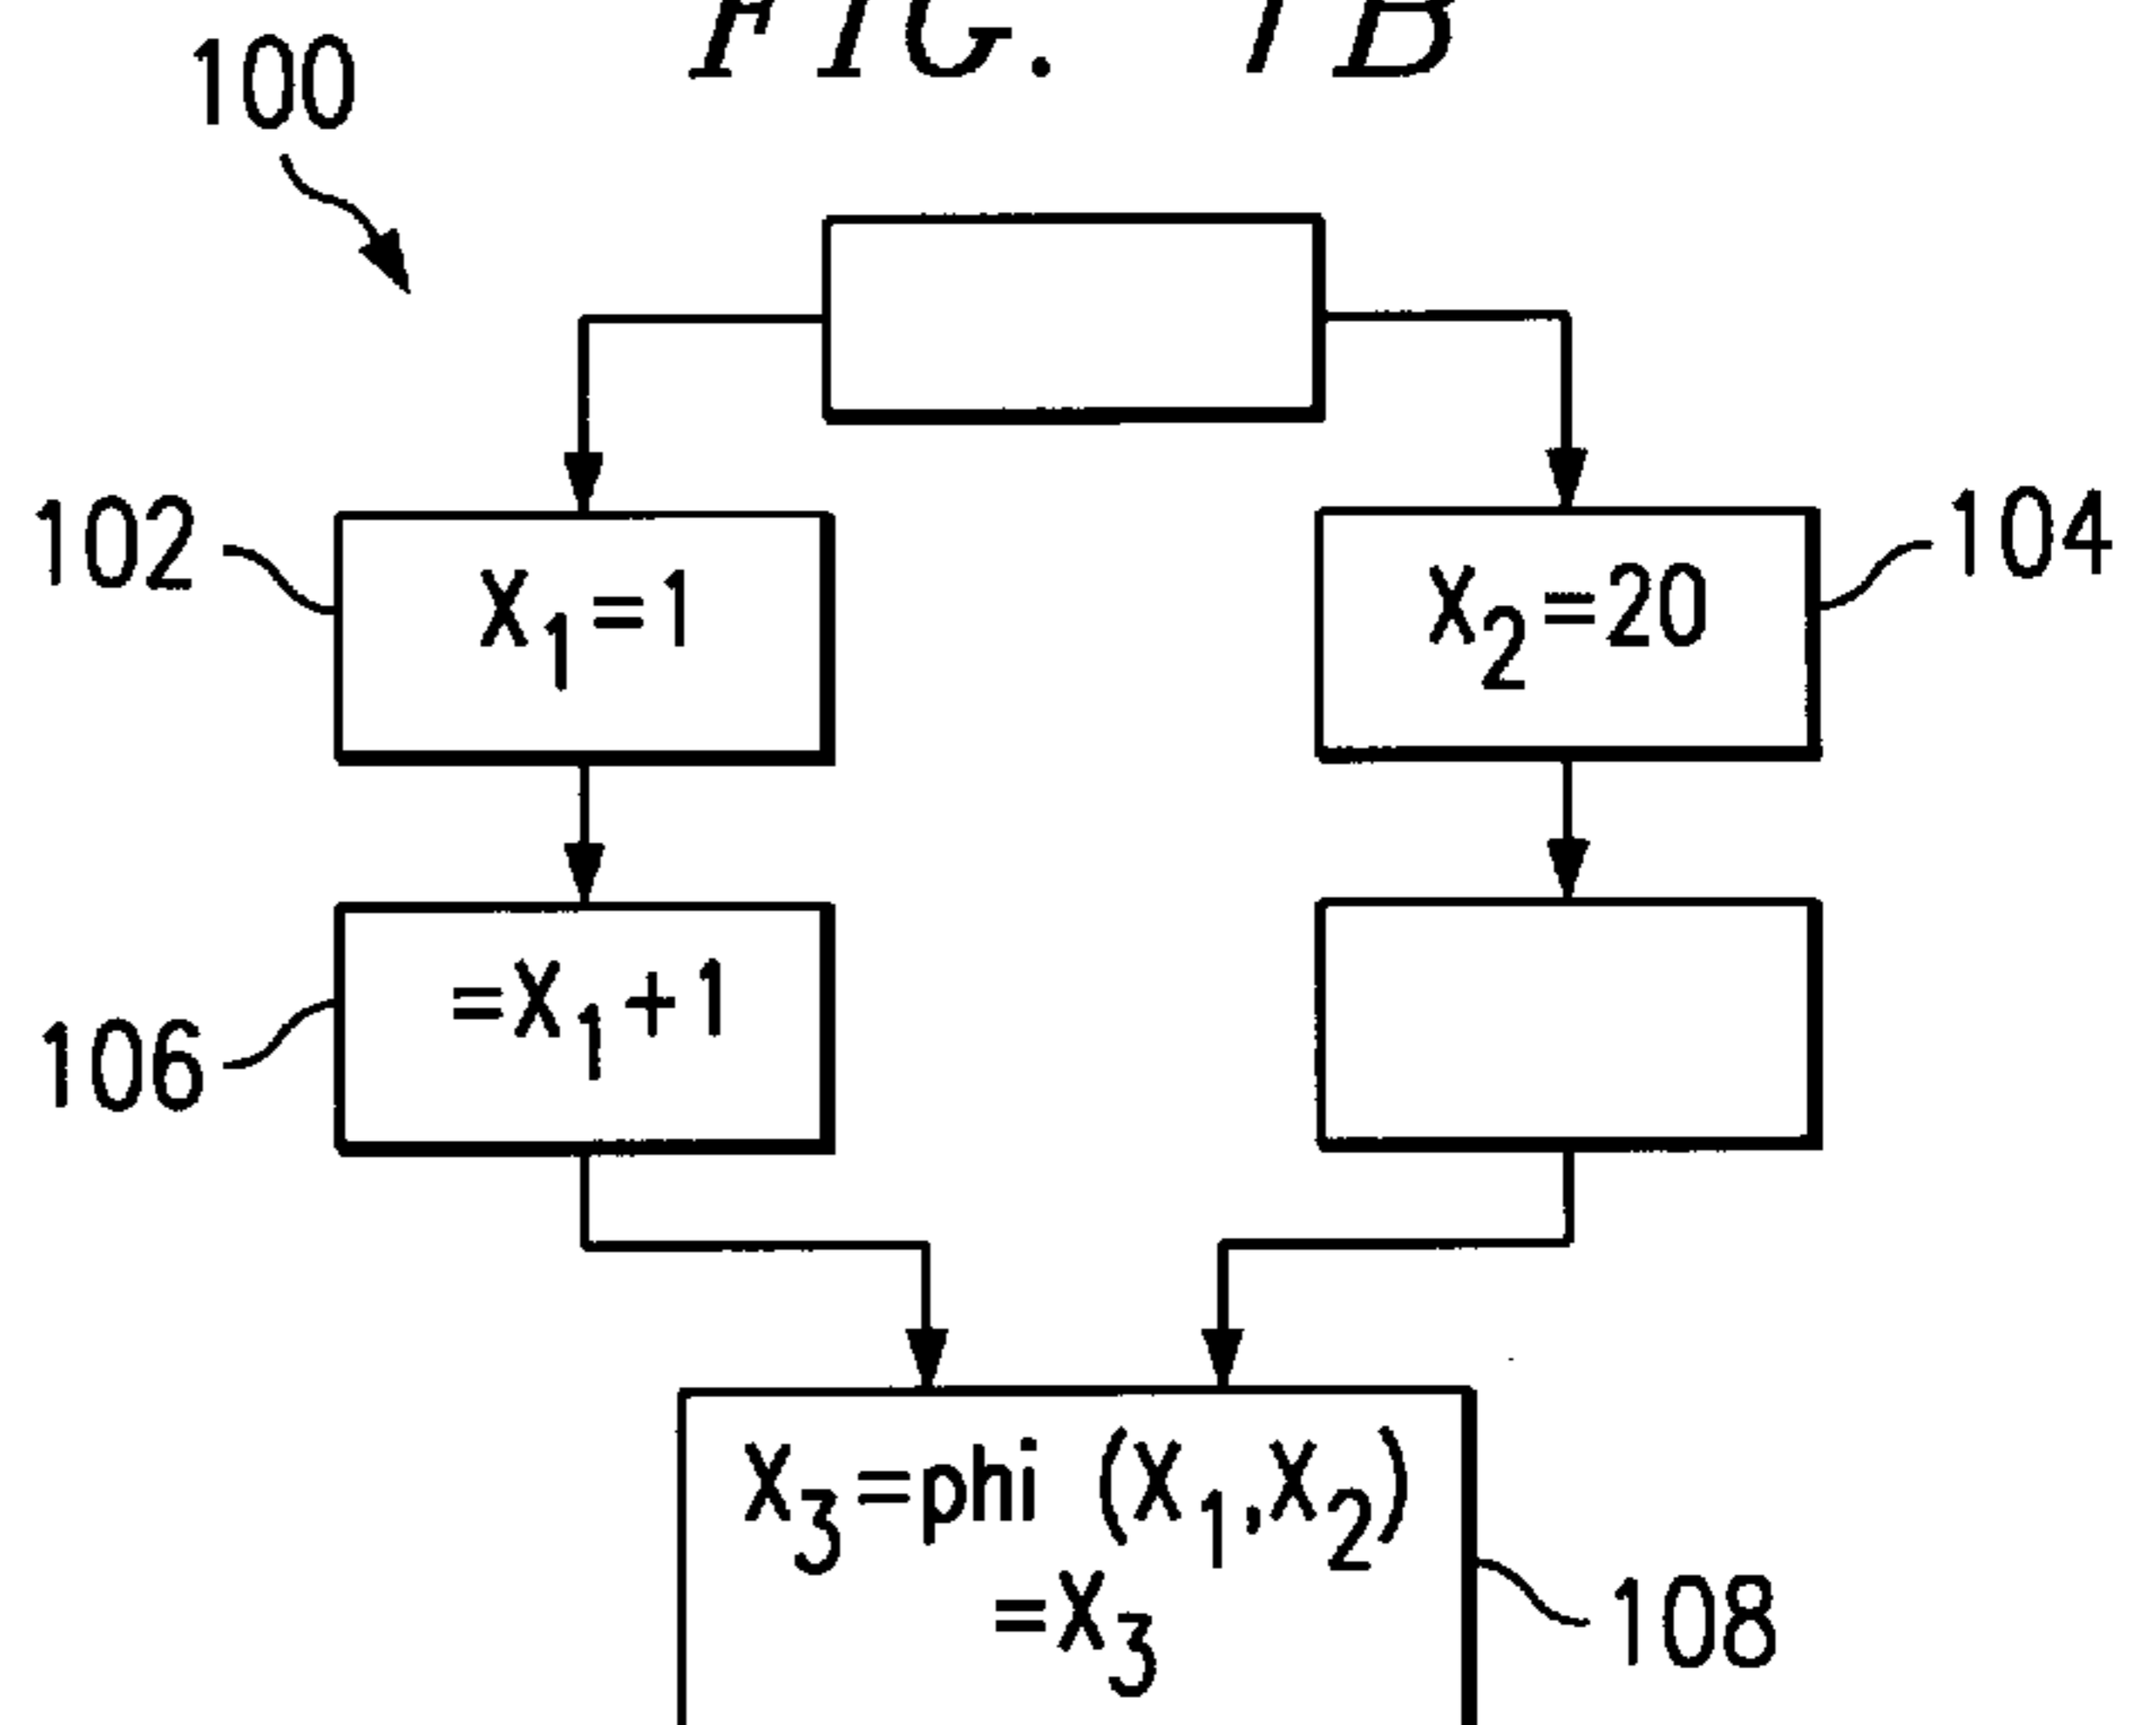 FIG. 1B
100
102
X₁=1
X₂=20
104
=X₁+1
106
X₃=phi (X₁,X₂)
=X₃
108